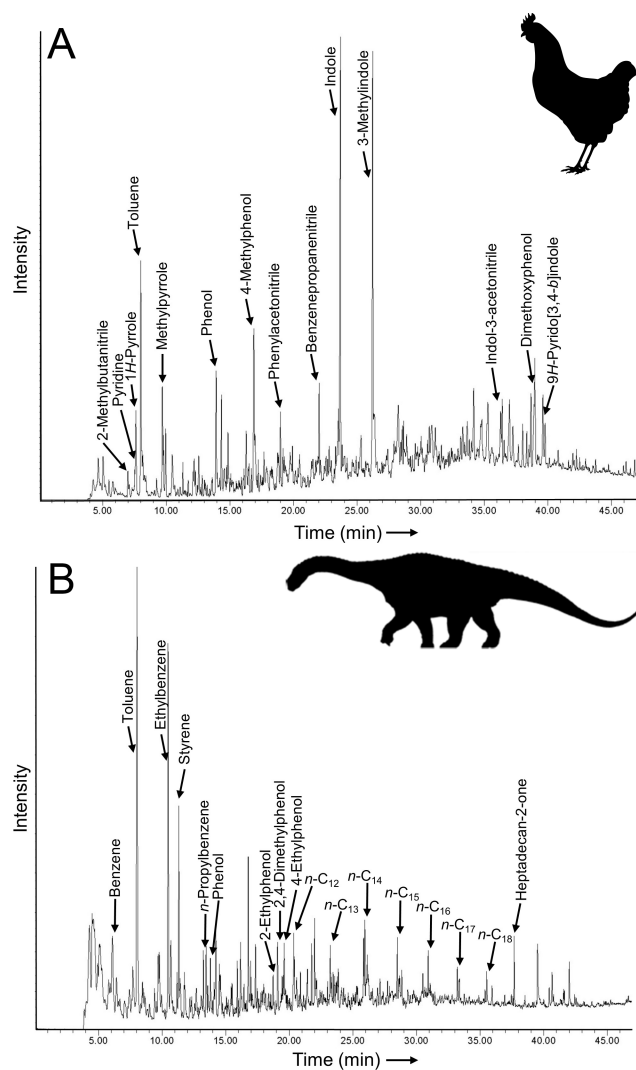 A
Intensity
2-Methylbutanitrile
Pyridine
1H-Pyrrole
Toluene
Methylpyrrole
Phenol
4-Methylphenol
Phenylacetonitrile
Benzenepropanenitrile
Indole
3-Methylindole
Indol-3-acetonitrile
Dimethoxyphenol
9H-Pyrido[3,4-b]indole
5.00 10.00 15.00 20.00 25.00 30.00 35.00 40.00 45.00
Time (min)
B
Intensity
Benzene
Toluene
Ethylbenzene
Styrene
n-Propylbenzene
Phenol
2-Ethylphenol
2,4-Dimethylphenol
4-Ethylphenol
n-C12
n-C13
n-C14
n-C15
n-C16
n-C17
n-C18
Heptadecan-2-one
5.00 10.00 15.00 20.00 25.00 30.00 35.00 40.00 45.00
Time (min)